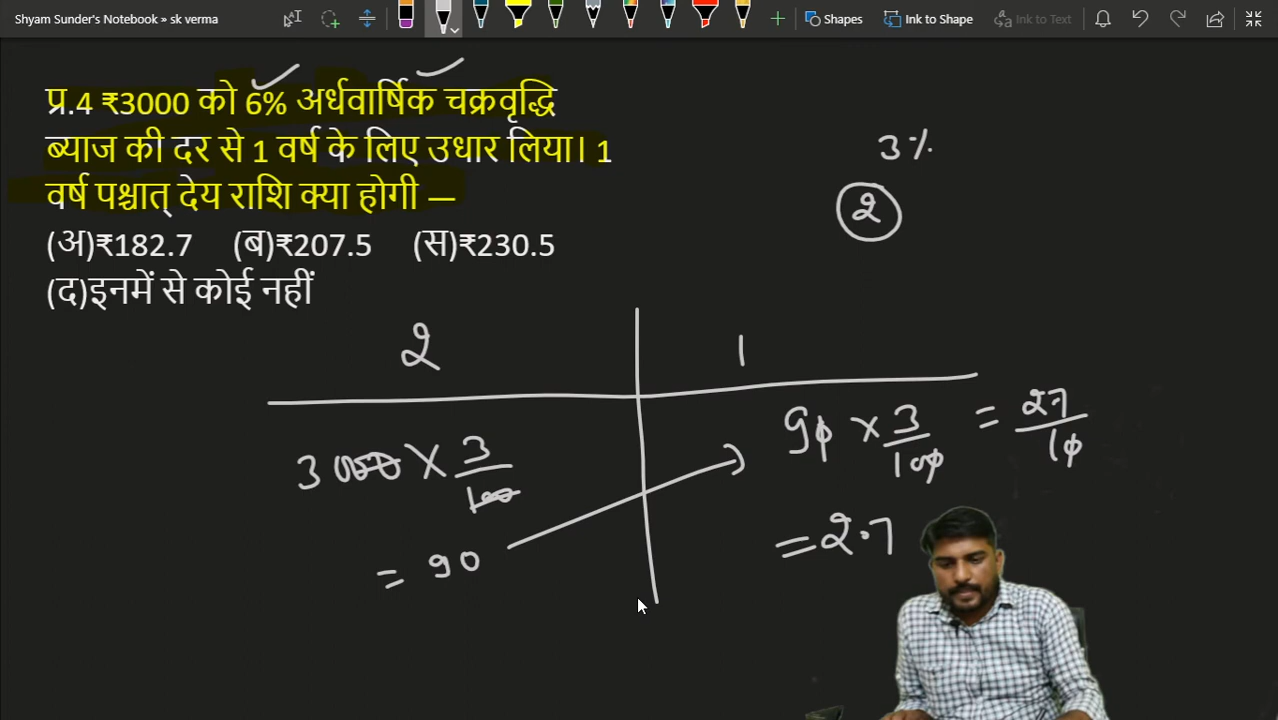 Shyam Sunder's Notebook » sk verma
Shapes Ink to Shape Ink to Text
प्र.4 ₹3000 को 6% अर्धवार्षिक चक्रवृद्धि
ब्याज की दर से 1 वर्ष के लिए उधार लिया। 1
वर्ष पश्चात् देय राशि क्या होगी —
(अ)₹182.7 (ब)₹207.5 (स)₹230.5
(द)इनमें से कोई नहीं
3%
2
2 1
3000 × 3/100
= 90
90 × 3/100 = 27/10
= 2.7